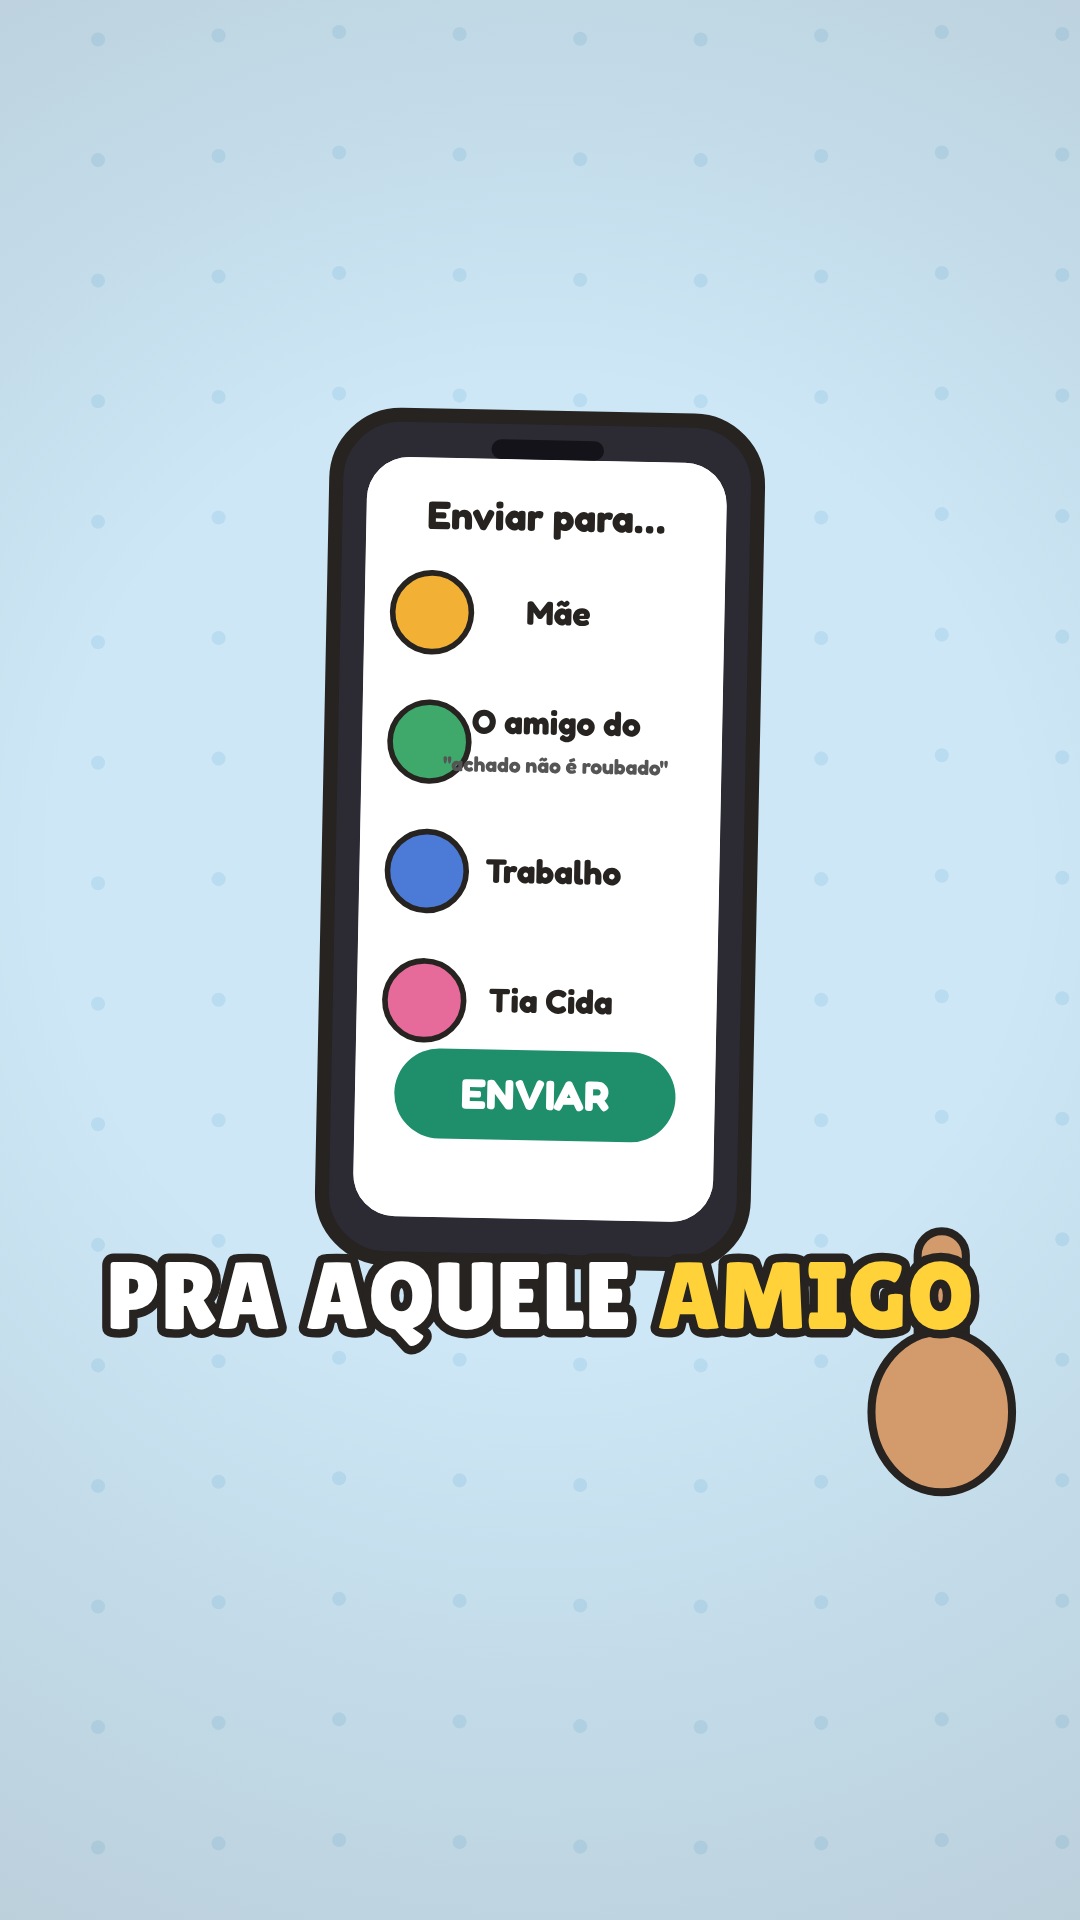 Enviar para...
Mãe
O amigo do
"achado não é roubado"
Trabalho
Tia Cida
ENVIAR
PRA AQUELE AMIGO